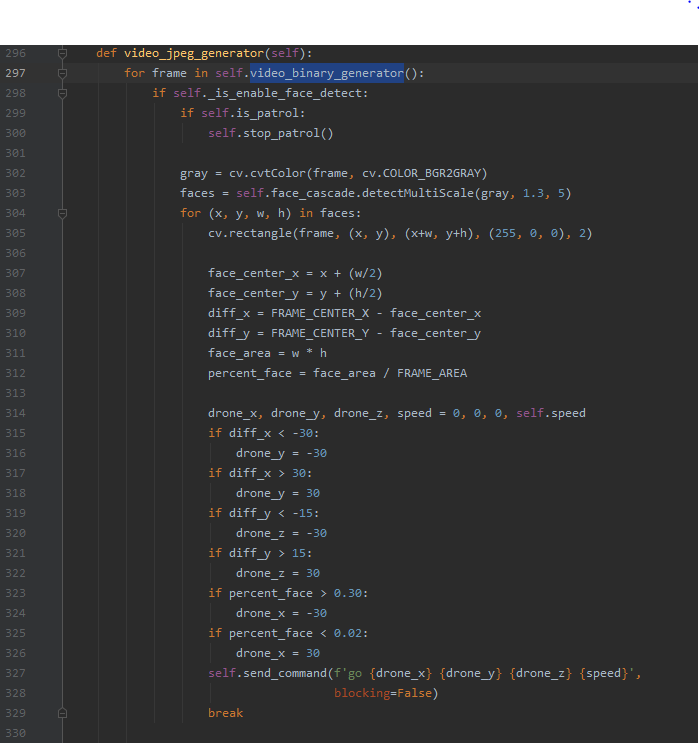 296 def video_jpeg_generator(self):
297 for frame in self.video_binary_generator():
298 if self._is_enable_face_detect:
299 if self.is_patrol:
300 self.stop_patrol()
301
302 gray = cv.cvtColor(frame, cv.COLOR_BGR2GRAY)
303 faces = self.face_cascade.detectMultiScale(gray, 1.3, 5)
304 for (x, y, w, h) in faces:
305 cv.rectangle(frame, (x, y), (x+w, y+h), (255, 0, 0), 2)
306
307 face_center_x = x + (w/2)
308 face_center_y = y + (h/2)
309 diff_x = FRAME_CENTER_X - face_center_x
310 diff_y = FRAME_CENTER_Y - face_center_y
311 face_area = w * h
312 percent_face = face_area / FRAME_AREA
313
314 drone_x, drone_y, drone_z, speed = 0, 0, 0, self.speed
315 if diff_x < -30:
316 drone_y = -30
317 if diff_x > 30:
318 drone_y = 30
319 if diff_y < -15:
320 drone_z = -30
321 if diff_y > 15:
322 drone_z = 30
323 if percent_face > 0.30:
324 drone_x = -30
325 if percent_face < 0.02:
326 drone_x = 30
327 self.send_command(f'go {drone_x} {drone_y} {drone_z} {speed}',
328 blocking=False)
329 break
330